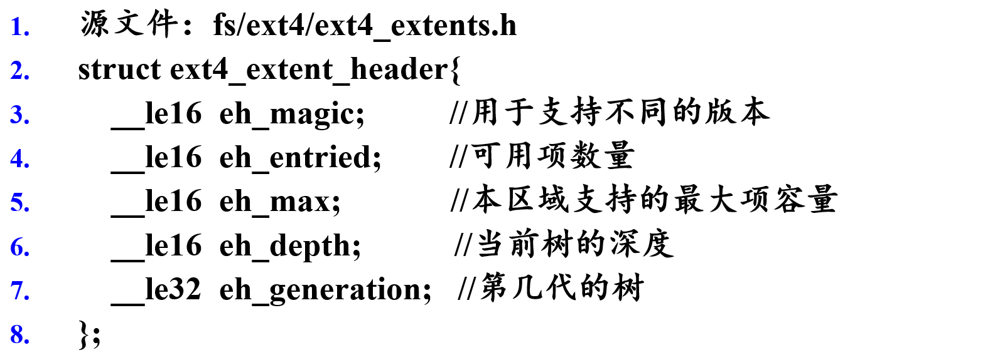 1. 源文件：fs/ext4/ext4_extents.h
2. struct ext4_extent_header{
3. __le16 eh_magic; //用于支持不同的版本
4. __le16 eh_entried; //可用项数量
5. __le16 eh_max; //本区域支持的最大项容量
6. __le16 eh_depth; //当前树的深度
7. __le32 eh_generation; //第几代的树
8. };